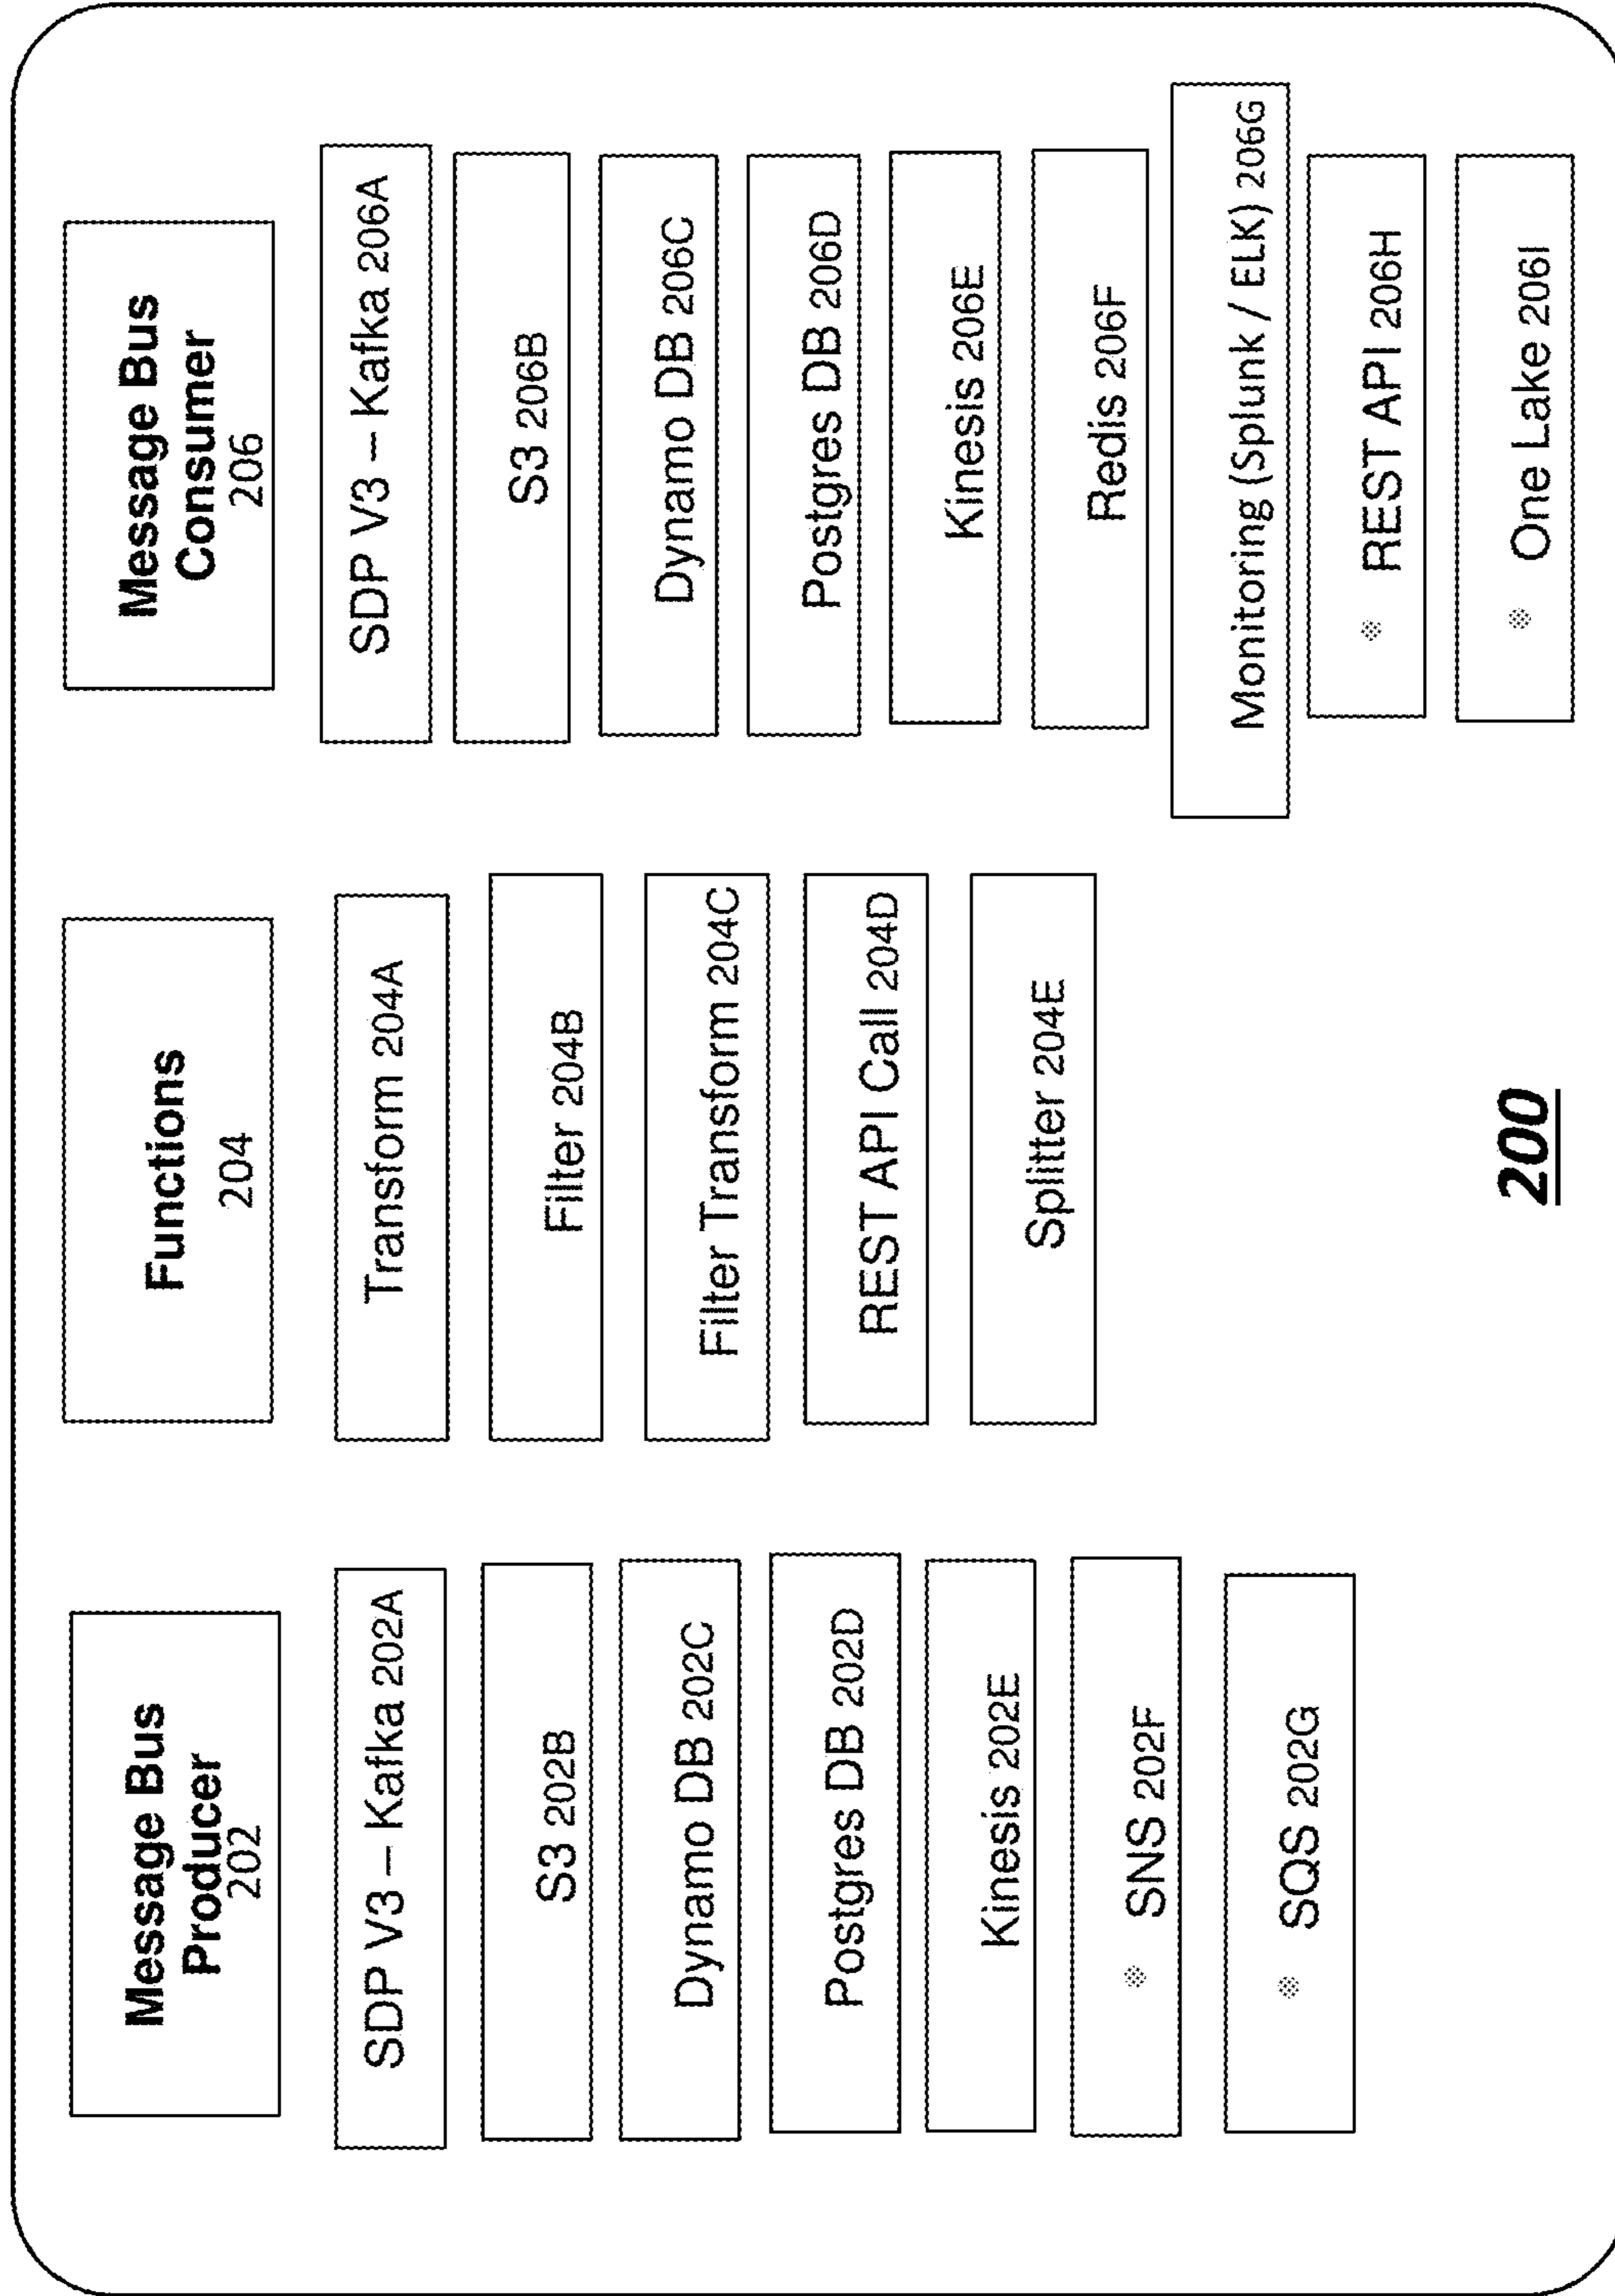 Message Bus
Producer
202
SDP V3 – Kafka 202A
S3 202B
Dynamo DB 202C
Postgres DB 202D
Kinesis 202E
SNS 202F
SQS 202G
Functions
204
Transform 204A
Filter 204B
Filter Transform 204C
REST API Call 204D
Splitter 204E
Message Bus
Consumer
206
SDP V3 – Kafka 206A
S3 206B
Dynamo DB 206C
Postgres DB 206D
Kinesis 206E
Redis 206F
Monitoring (Splunk / ELK) 206G
REST API 206H
One Lake 206I
200